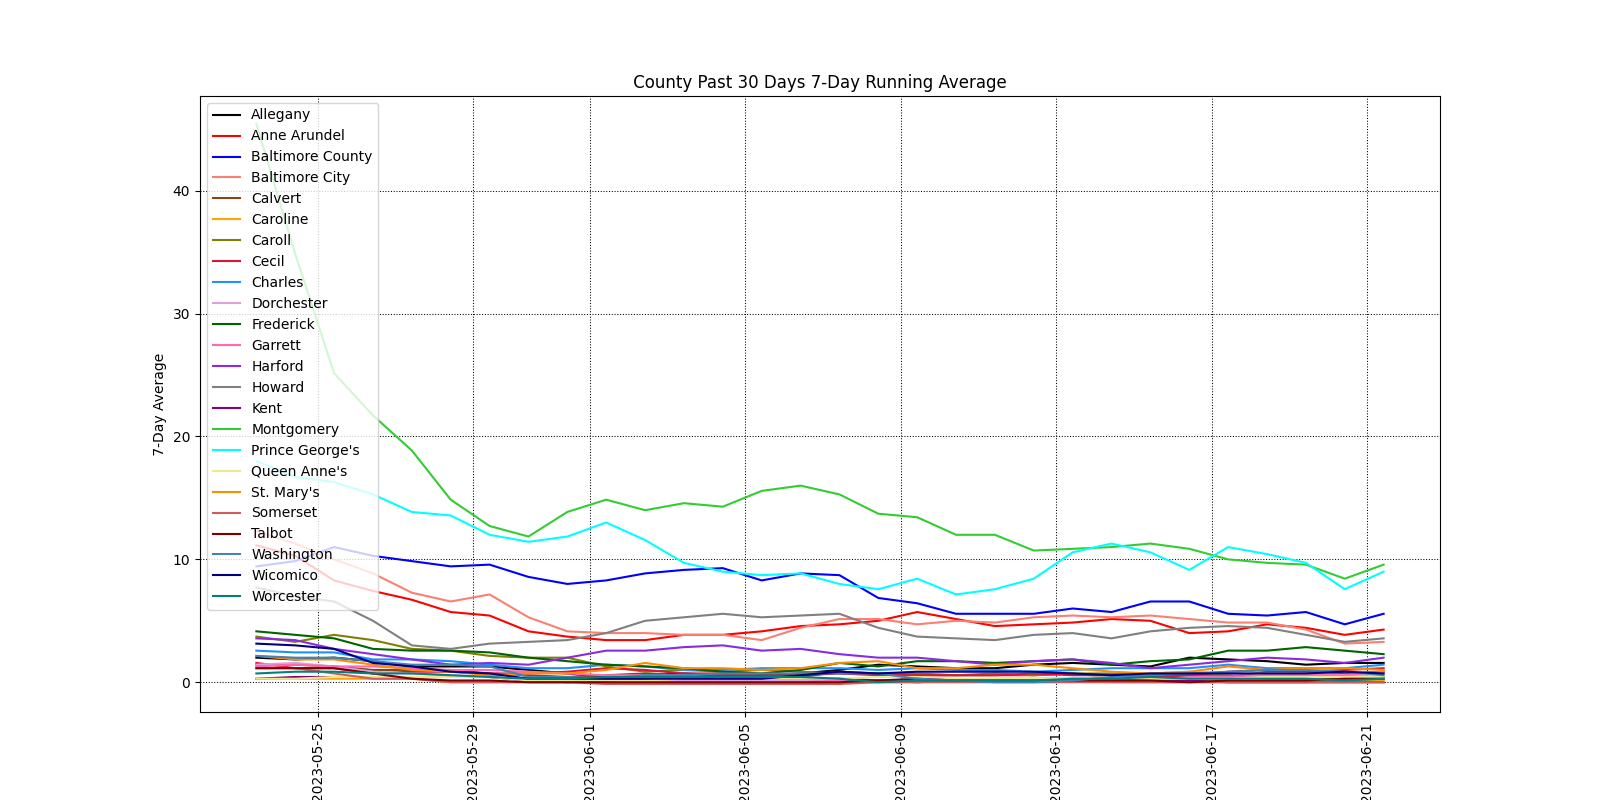 County Past 30 Days 7-Day Running Average
7-Day Average
40
30
20
10
0
Allegany
Anne Arundel
Baltimore County
Baltimore City
Calvert
Caroline
Caroll
Cecil
Charles
Dorchester
Frederick
Garrett
Harford
Howard
Kent
Montgomery
Prince George's
Queen Anne's
St. Mary's
Somerset
Talbot
Washington
Wicomico
Worcester
2023-05-25
2023-05-29
2023-06-01
2023-06-05
2023-06-09
2023-06-13
2023-06-17
2023-06-21